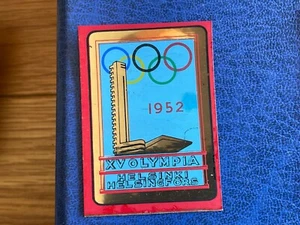 1952
XV OLYMPIA
HELSINKI
HELSINGFORS